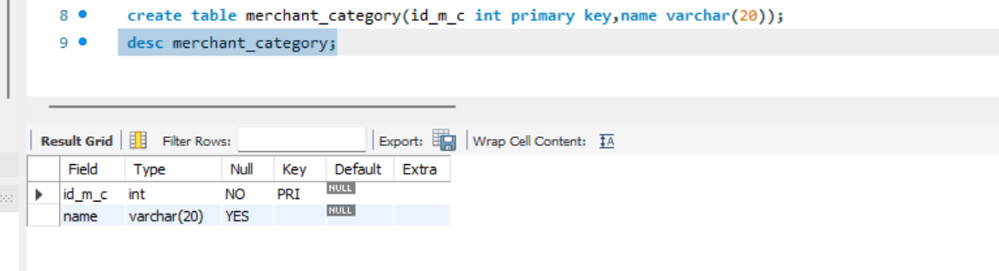 8 create table merchant_category(id_m_c int primary key,name varchar(20));
9 desc merchant_category;
Result Grid Filter Rows: Export: Wrap Cell Content: IA
Field Type Null Key Default Extra
id_m_c int NO PRI NULL
name varchar(20) YES NULL